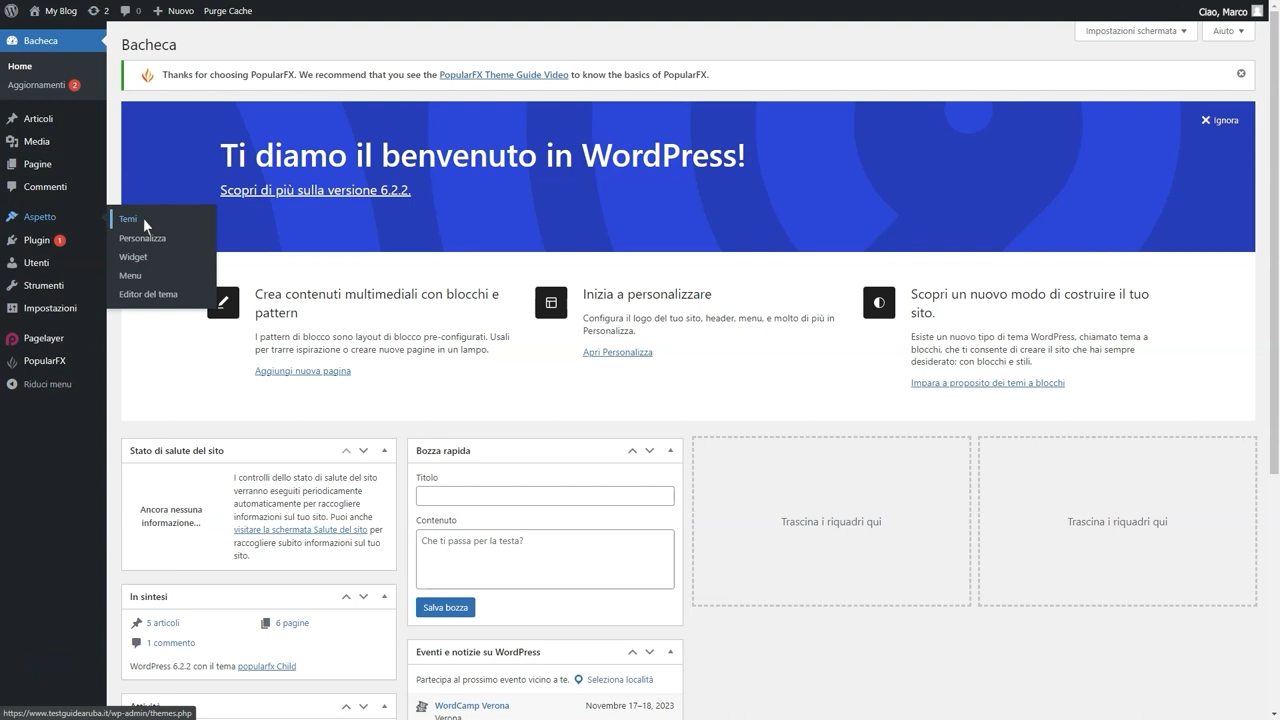 My Blog
2
0
Nuovo
Purge Cache
Ciao, Marco
Bacheca
Home
Aggiornamenti 2
Articoli
Media
Pagine
Commenti
Aspetto
Plugin 1
Utenti
Strumenti
Impostazioni
Pagelayer
PopularFX
Riduci menu
Temi
Personalizza
Widget
Menu
Editor del tema
Impostazioni schermata
Aiuto
Bacheca
Thanks for choosing PopularFX. We recommend that you see the PopularFX Theme Guide Video to know the basics of PopularFX.
Ti diamo il benvenuto in WordPress!
Scopri di più sulla versione 6.2.2.
Ignora
Crea contenuti multimediali con blocchi e
pattern
I pattern di blocco sono layout di blocco pre-configurati. Usali
per trarre ispirazione o creare nuove pagine in un lampo.
Aggiungi nuova pagina
Inizia a personalizzare
Configura il logo del tuo sito, header, menu, e molto di più in
Personalizza.
Apri Personalizza
Scopri un nuovo modo di costruire il tuo
sito.
Esiste un nuovo tipo di tema WordPress, chiamato tema a
blocchi, che ti consente di creare il sito che hai sempre
desiderato: con blocchi e stili.
Impara a proposito dei temi a blocchi
Stato di salute del sito
Ancora nessuna
informazione...
I controlli dello stato di salute del sito
verranno eseguiti periodicamente
automaticamente per raccogliere
informazioni sul tuo sito. Puoi anche
visitare la schermata Salute del sito per
raccogliere subito informazioni sul tuo
sito.
In sintesi
5 articoli
6 pagine
1 commento
WordPress 6.2.2 con il tema popularfx Child
Attività
Bozza rapida
Titolo
Contenuto
Che ti passa per la testa?
Salva bozza
Eventi e notizie su WordPress
Partecipa al prossimo evento vicino a te.
Seleziona località
WordCamp Verona
Novembre 17–18, 2023
Verona
Trascina i riquadri qui
Trascina i riquadri qui
https://www.testguidearuba.it/wp-admin/themes.php